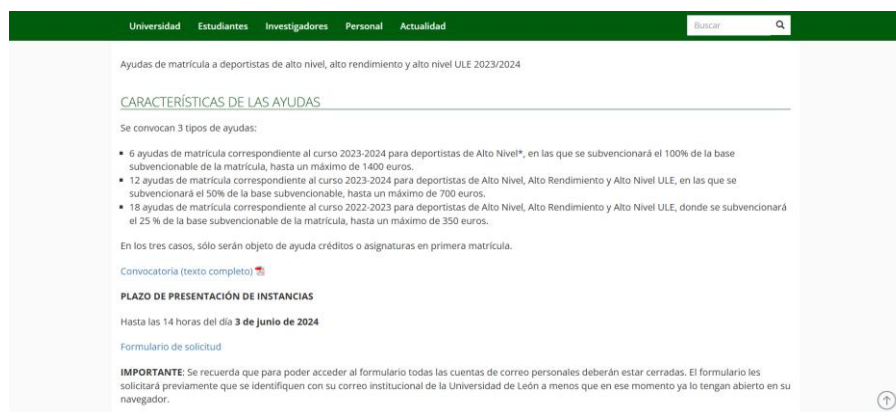 Universidad Estudiantes Investigadores Personal Actualidad Buscar
Ayudas de matrícula a deportistas de alto nivel, alto rendimiento y alto nivel ULE 2023/2024
CARACTERÍSTICAS DE LAS AYUDAS
Se convocan 3 tipos de ayudas:
6 ayudas de matrícula correspondiente al curso 2023-2024 para deportistas de Alto Nivel*, en las que se subvencionará el 100% de la base
subvencionable de la matrícula, hasta un máximo de 1400 euros.
12 ayudas de matrícula correspondiente al curso 2023-2024 para deportistas de Alto Nivel, Alto Rendimiento y Alto Nivel ULE, en las que se
subvencionará el 50% de la base subvencionable, hasta un máximo de 700 euros.
18 ayudas de matrícula correspondiente al curso 2022-2023 para deportistas de Alto Nivel, Alto Rendimiento y Alto Nivel ULE, donde se subvencionará
el 25 % de la base subvencionable de la matrícula, hasta un máximo de 350 euros.
En los tres casos, sólo serán objeto de ayuda créditos o asignaturas en primera matrícula.
Convocatoria (texto completo)
PLAZO DE PRESENTACIÓN DE INSTANCIAS
Hasta las 14 horas del día 3 de junio de 2024
Formulario de solicitud
IMPORTANTE: Se recuerda que para poder acceder al formulario todas las cuentas de correo personales deberán estar cerradas. El formulario les
solicitará previamente que se identifiquen con su correo institucional de la Universidad de León a menos que en ese momento ya lo tengan abierto en su
navegador.